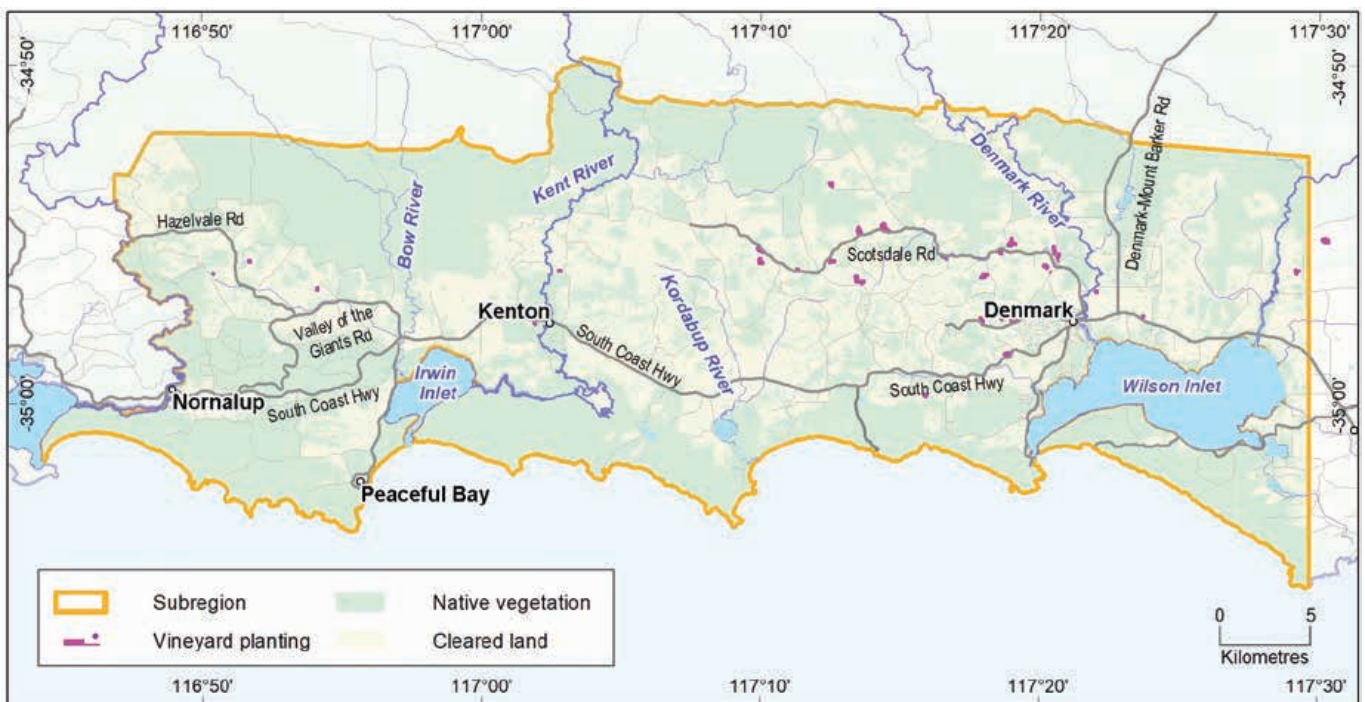 116°50'
117°00'
117°10'
117°20'
117°30'
-34°50'
-34°50'
Hazelvale Rd
Bow River
Kent River
Denmark River
Denmark-Mount Barker Rd
Scotsdale Rd
Kordabup River
Kenton
Denmark
Valley of the
Giants Rd
South Coast Hwy
Irwin
Inlet
Nornalup
South Coast Hwy
South Coast Hwy
Wilson Inlet
-35°00'
-35°00'
Peaceful Bay
Subregion
Native vegetation
Vineyard planting
Cleared land
0 5
Kilometres
116°50'
117°00'
117°10'
117°20'
117°30'